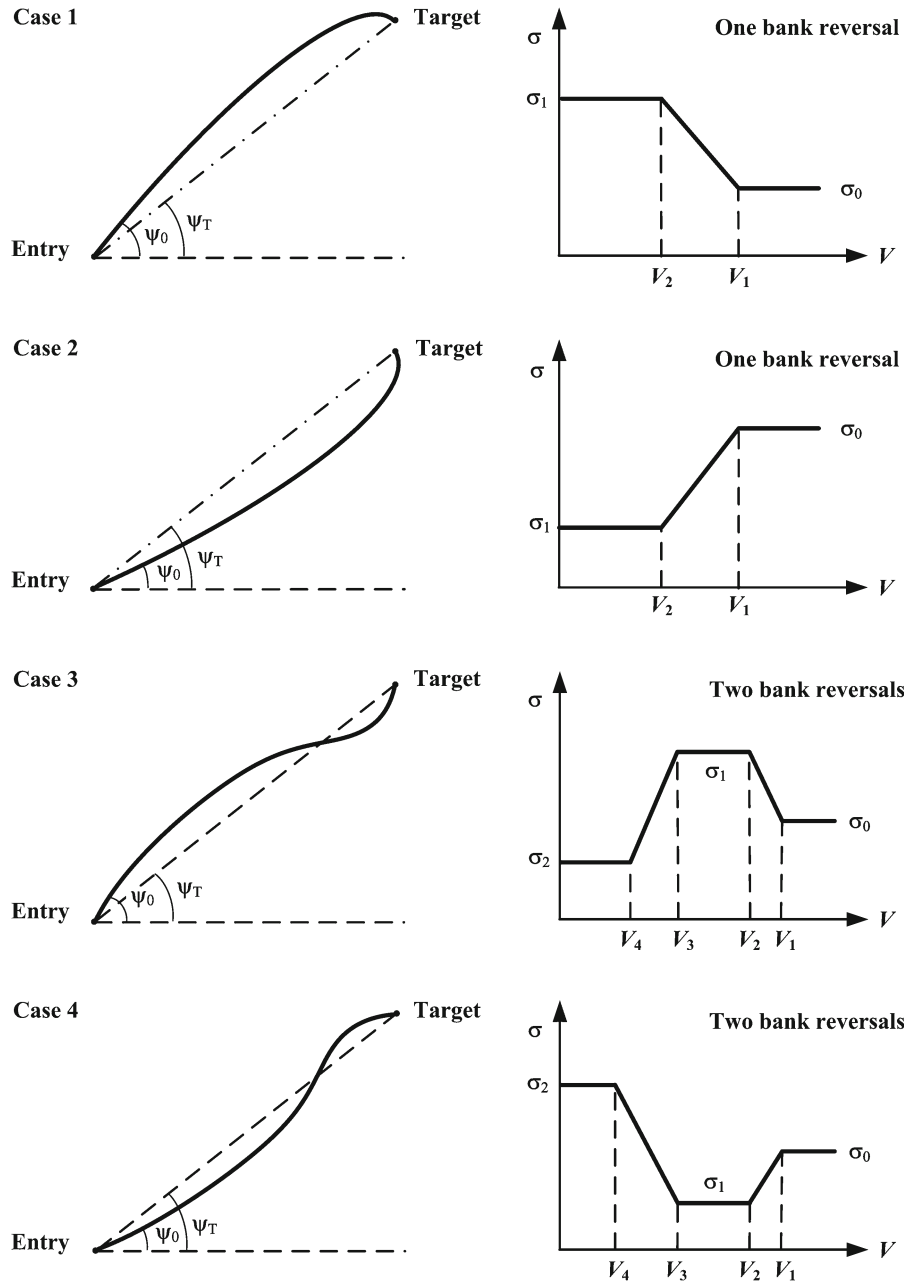 Case 1
Target
Entry
ψ0
ψT
One bank reversal
σ
σ1
σ0
V2
V1
V
Case 2
Target
Entry
ψ0
ψT
One bank reversal
σ
σ0
σ1
V2
V1
V
Case 3
Target
Entry
ψ0
ψT
Two bank reversals
σ
σ1
σ0
σ2
V4
V3
V2
V1
V
Case 4
Target
Entry
ψ0
ψT
Two bank reversals
σ
σ2
σ1
σ0
V4
V3
V2
V1
V